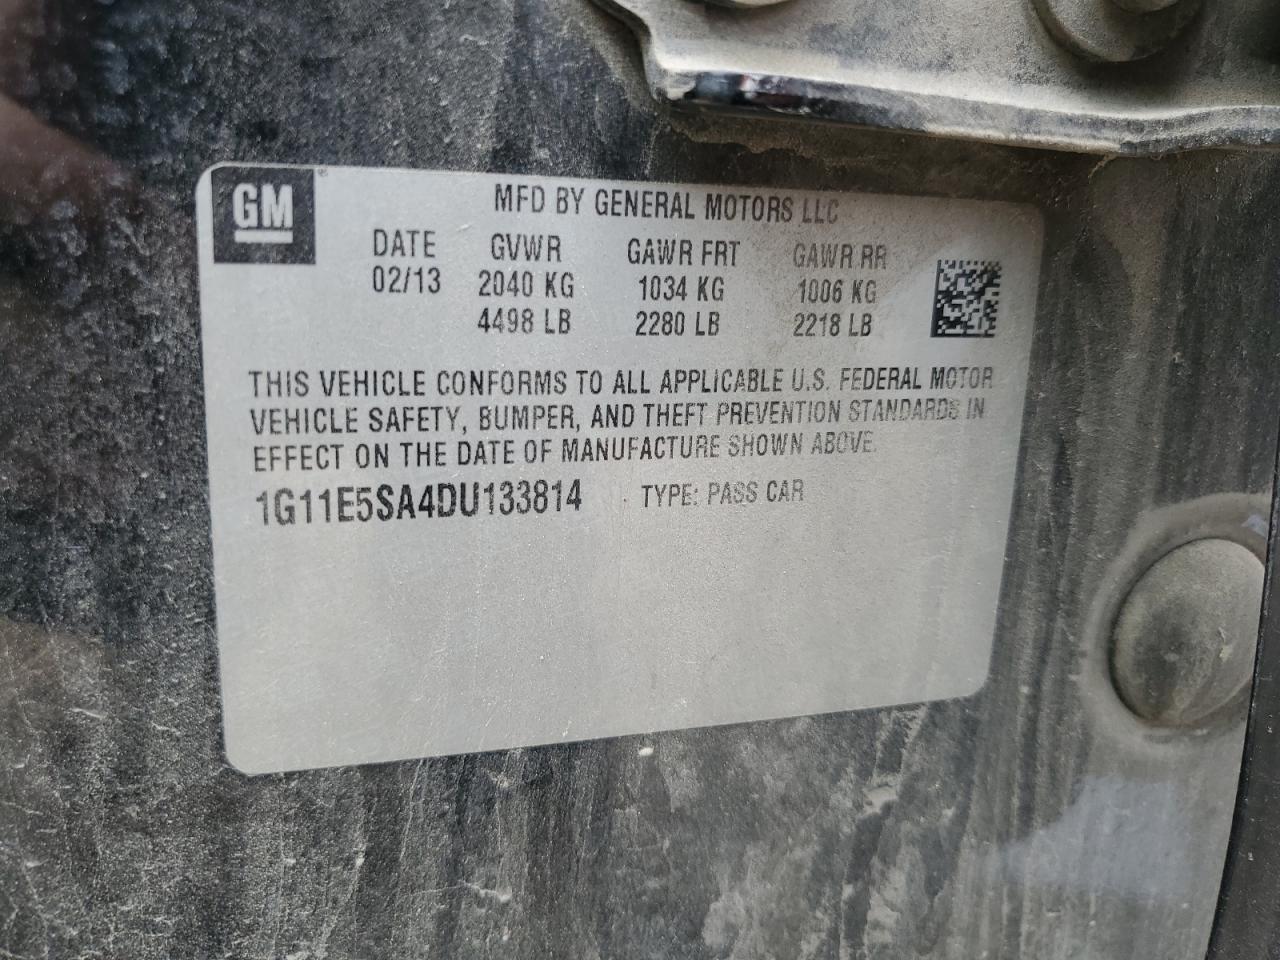 GM
MFD BY GENERAL MOTORS LLC
DATE GVWR GAWR FRT GAWR RR
02/13 2040 KG 1034 KG 1006 KG
4498 LB 2280 LB 2218 LB
THIS VEHICLE CONFORMS TO ALL APPLICABLE U.S. FEDERAL MOTOR
VEHICLE SAFETY, BUMPER, AND THEFT PREVENTION STANDARDS IN
EFFECT ON THE DATE OF MANUFACTURE SHOWN ABOVE.
1G11E5SA4DU133814 TYPE: PASS CAR